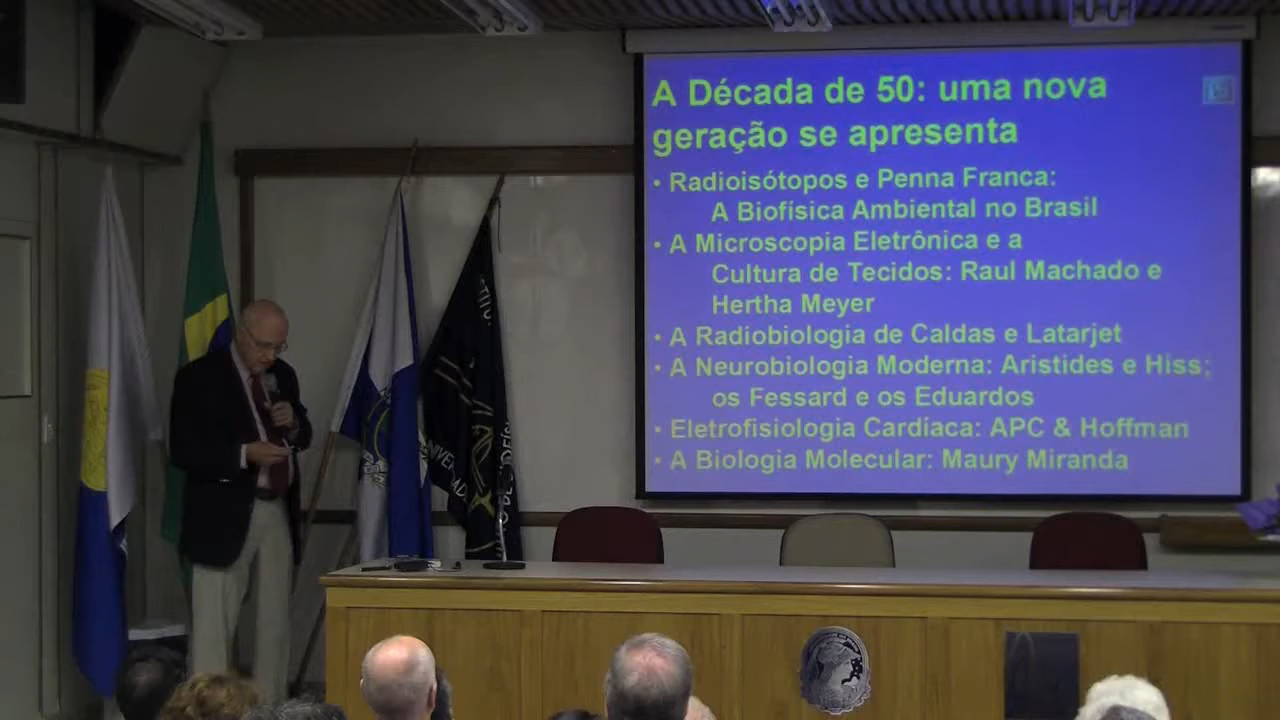 A Década de 50: uma nova
geração se apresenta
• Radioisótopos e Penna Franca:
A Biofísica Ambiental no Brasil
• A Microscopia Eletrônica e a
Cultura de Tecidos: Raul Machado e
Hertha Meyer
• A Radiobiologia de Caldas e Latarjet
• A Neurobiologia Moderna: Aristides e Hiss;
os Fessard e os Eduardos
• Eletrofisiologia Cardíaca: APC & Hoffman
• A Biologia Molecular: Maury Miranda